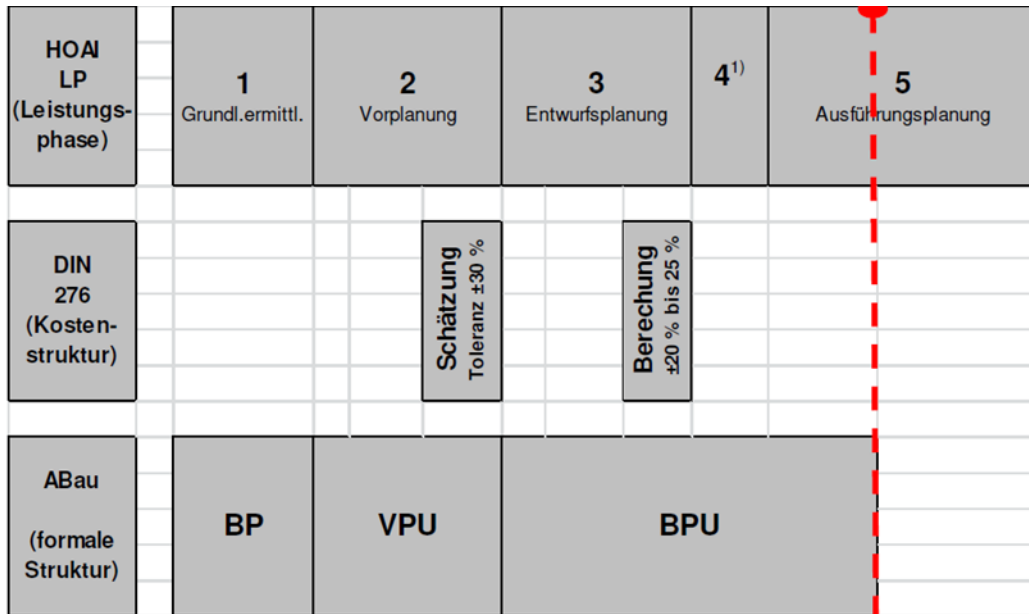 HOAI
LP
(Leistungs-
phase)
1
Grundl.ermittl.
2
Vorplanung
3
Entwurfsplanung
4¹⁾
5
Ausführungsplanung
DIN
276
(Kosten-
struktur)
Schätzung
Toleranz ±30 %
Berechung
±20 % bis 25 %
ABau
(formale
Struktur)
BP
VPU
BPU